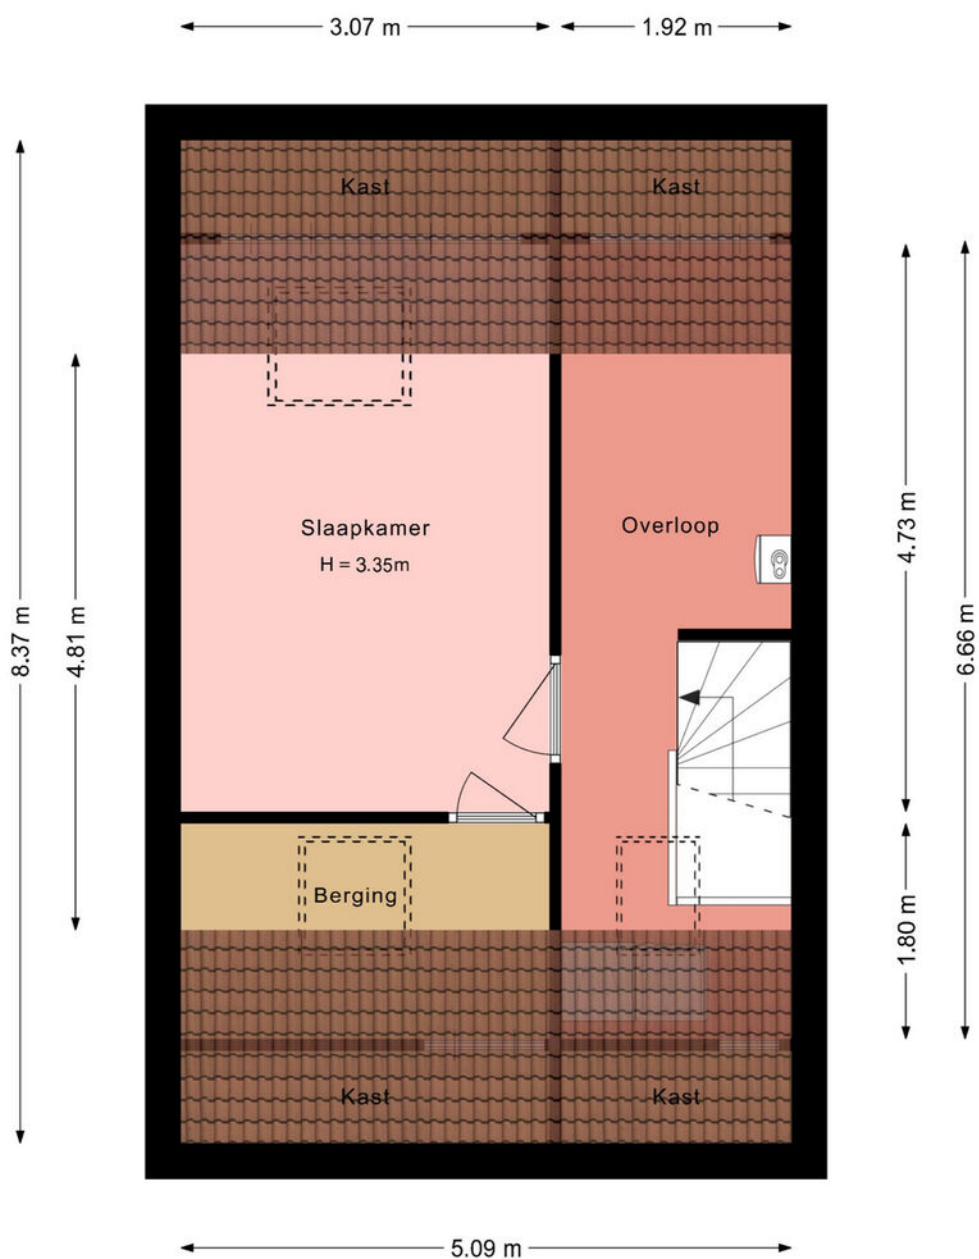 3.07 m
1.92 m
Kast
Kast
Slaapkamer
H = 3.35m
Overloop
8.37 m
4.81 m
4.73 m
6.66 m
Berging
1.80 m
Kast
Kast
5.09 m